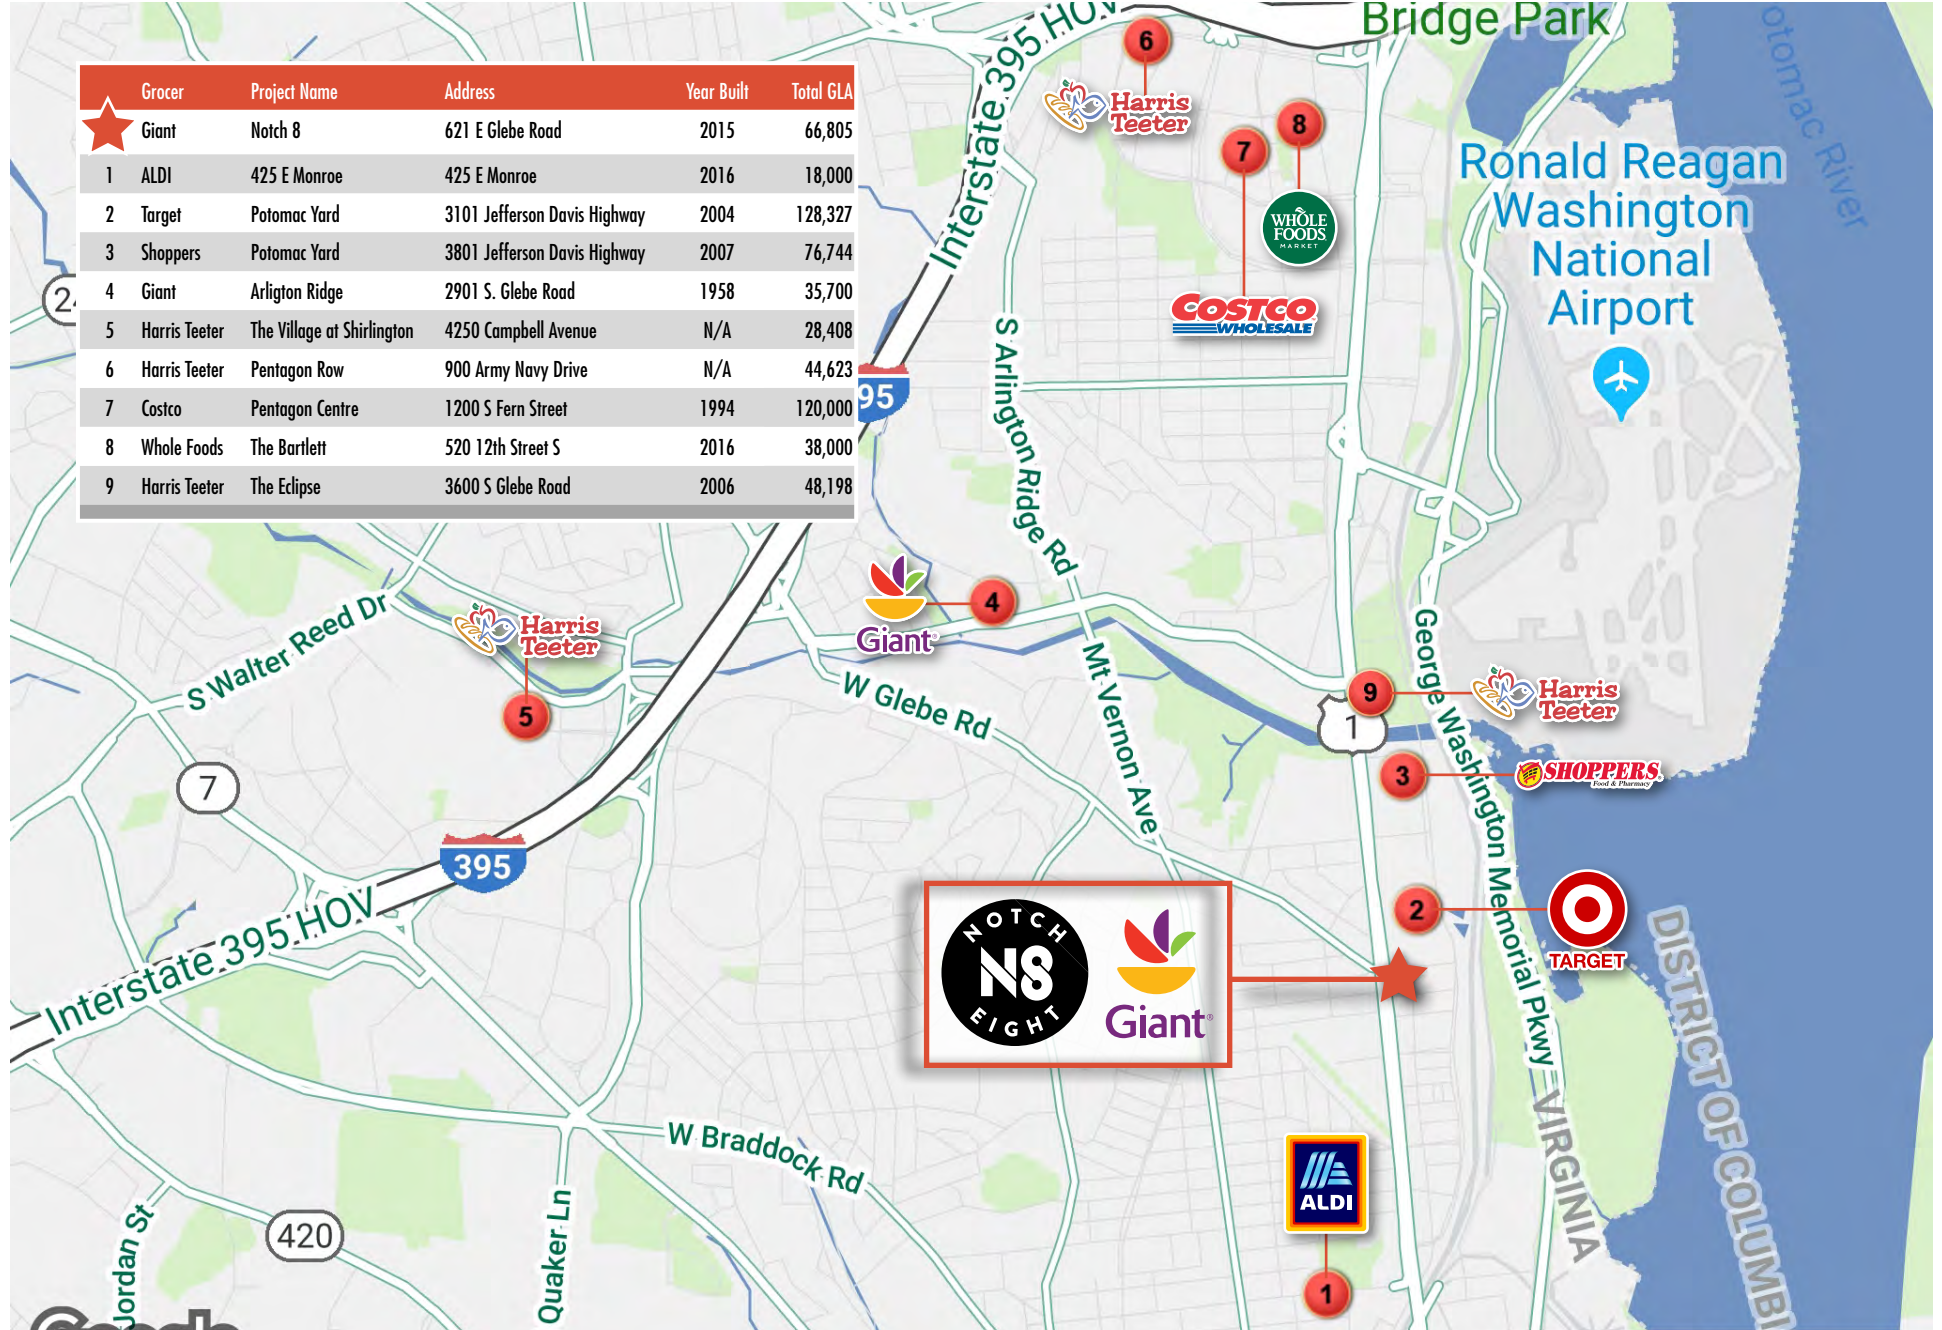 Grocer Project Name Address Year Built Total GLA
Giant Notch 8 621 E Glebe Road 2015 66,805
1 ALDI 425 E Monroe 425 E Monroe 2016 18,000
2 Target Potomac Yard 3101 Jefferson Davis Highway 2004 128,327
3 Shoppers Potomac Yard 3801 Jefferson Davis Highway 2007 76,744
4 Giant Arligton Ridge 2901 S. Glebe Road 1958 35,700
5 Harris Teeter The Village at Shirlington 4250 Campbell Avenue N/A 28,408
6 Harris Teeter Pentagon Row 900 Army Navy Drive N/A 44,623
7 Costco Pentagon Centre 1200 S Fern Street 1994 120,000
8 Whole Foods The Bartlett 520 12th Street S 2016 38,000
9 Harris Teeter The Eclipse 3600 S Glebe Road 2006 48,198
Bridge Park
Interstate 395 HOV
6
Harris
Teeter
8
7
WHOLE
FOODS
MARKET
COSTCO
WHOLESALE
Ronald Reagan
Washington
National
Airport
otomac River
95
S Arlington Ridge Rd
Giant
4
Harris
Teeter
5
S Walter Reed Dr
W Glebe Rd
Mt Vernon Ave
George Washington Memorial Pkwy
9
Harris
Teeter
1
3
SHOPPERS
Food & Pharmacy
7
395
Interstate 395 HOV
2
TARGET
NOTCH
N8
EIGHT
Giant
DISTRICT OF COLUMBI
VIRGINIA
W Braddock Rd
Quaker Ln
Jordan St
420
ALDI
1